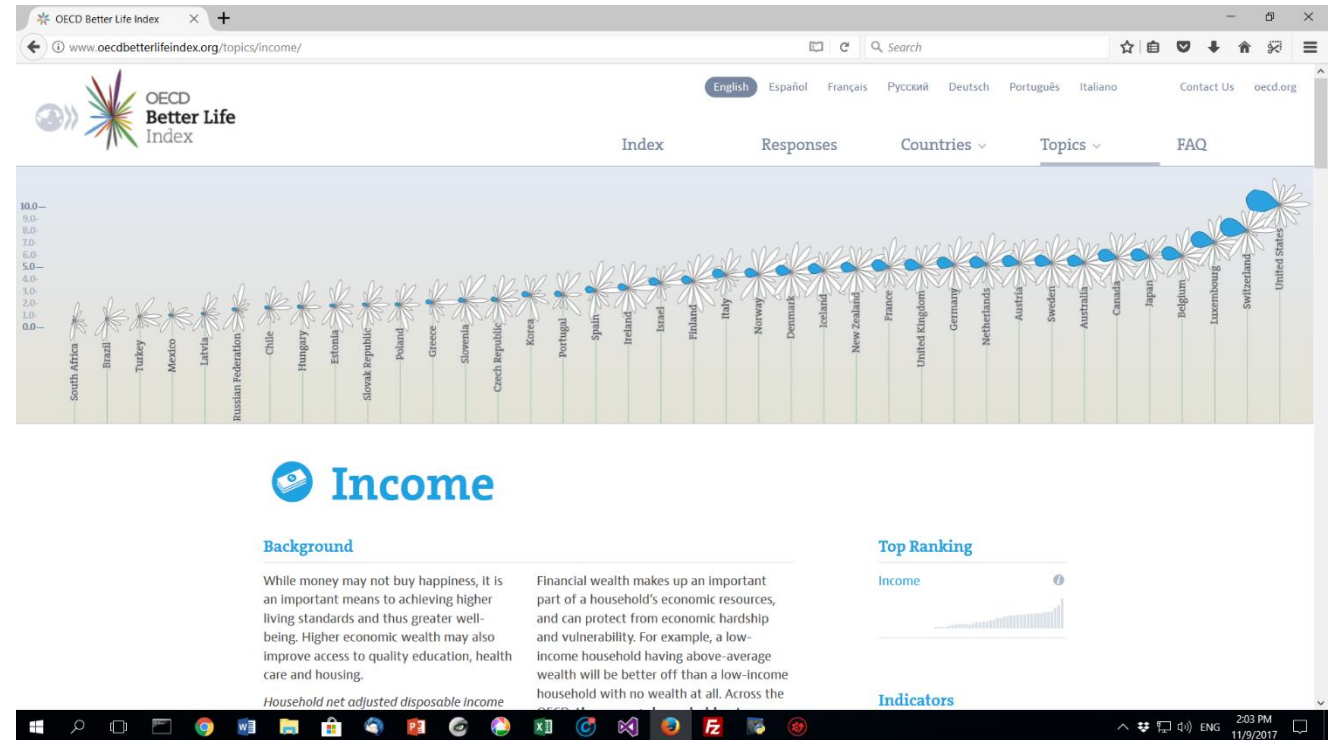 OECD Better Life Index
www.oecdbetterlifeindex.org/topics/income/
Search
OECD
Better Life
Index
English Español Français Русский Deutsch Português Italiano Contact Us oecd.org
Index Responses Countries Topics FAQ
10.0
9.0
8.0
7.0
6.0
5.0
4.0
3.0
2.0
1.0
0.0
South Africa
Brazil
Turkey
Mexico
Latvia
Russian Federation
Chile
Hungary
Estonia
Slovak Republic
Poland
Greece
Slovenia
Czech Republic
Korea
Portugal
Spain
Ireland
Israel
Finland
Italy
Norway
Denmark
Iceland
New Zealand
France
United Kingdom
Germany
Netherlands
Austria
Sweden
Australia
Canada
Japan
Belgium
Luxembourg
Switzerland
United States
Income
Background
While money may not buy happiness, it is
an important means to achieving higher
living standards and thus greater well-
being. Higher economic wealth may also
improve access to quality education, health
care and housing.
Household net adjusted disposable income
Financial wealth makes up an important
part of a household's economic resources,
and can protect from economic hardship
and vulnerability. For example, a low-
income household having above-average
wealth will be better off than a low-income
household with no wealth at all. Across the
Top Ranking
Income
Indicators
ENG
2:03 PM
11/9/2017